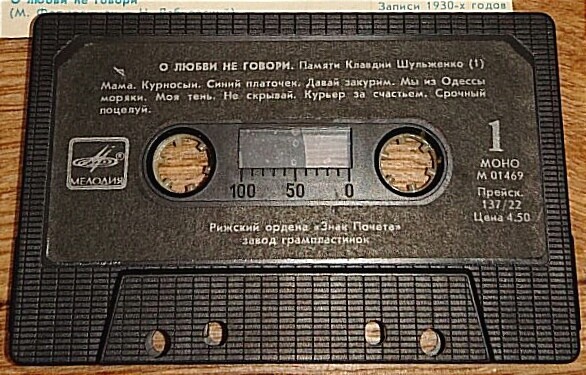 О любви не говори
Записи 1930-х годов
О ЛЮБВИ НЕ ГОВОРИ. Памяти Клавдии Шульженко (1)
Мама. Курносый. Синий платочек. Давай закурим. Мы из Одессы
моряки. Моя тень. Не скрывай. Курьер за счастьем. Срочный
поцелуй.
МЕЛОДИЯ
1
МОНО
М 01469
Прейск.
137/22
Цена 4.50
100 50 0
Рижский ордена «Знак Почета»
завод грампластинок